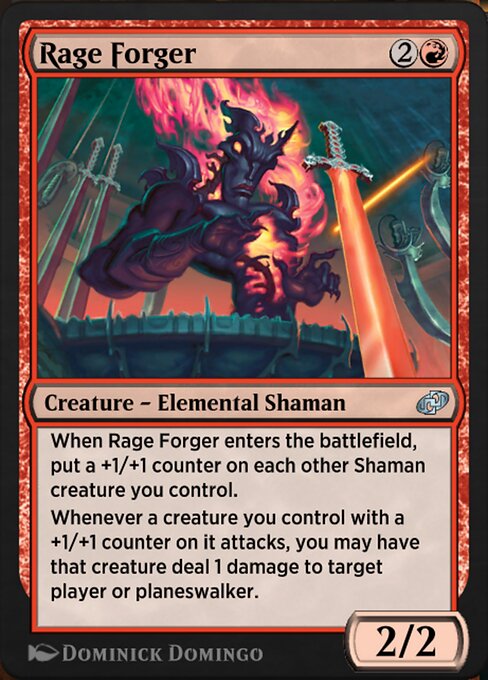 Rage Forger 2
Creature – Elemental Shaman
When Rage Forger enters the battlefield,
put a +1/+1 counter on each other Shaman
creature you control.
Whenever a creature you control with a
+1/+1 counter on it attacks, you may have
that creature deal 1 damage to target
player or planeswalker.
2/2
Dominick Domingo